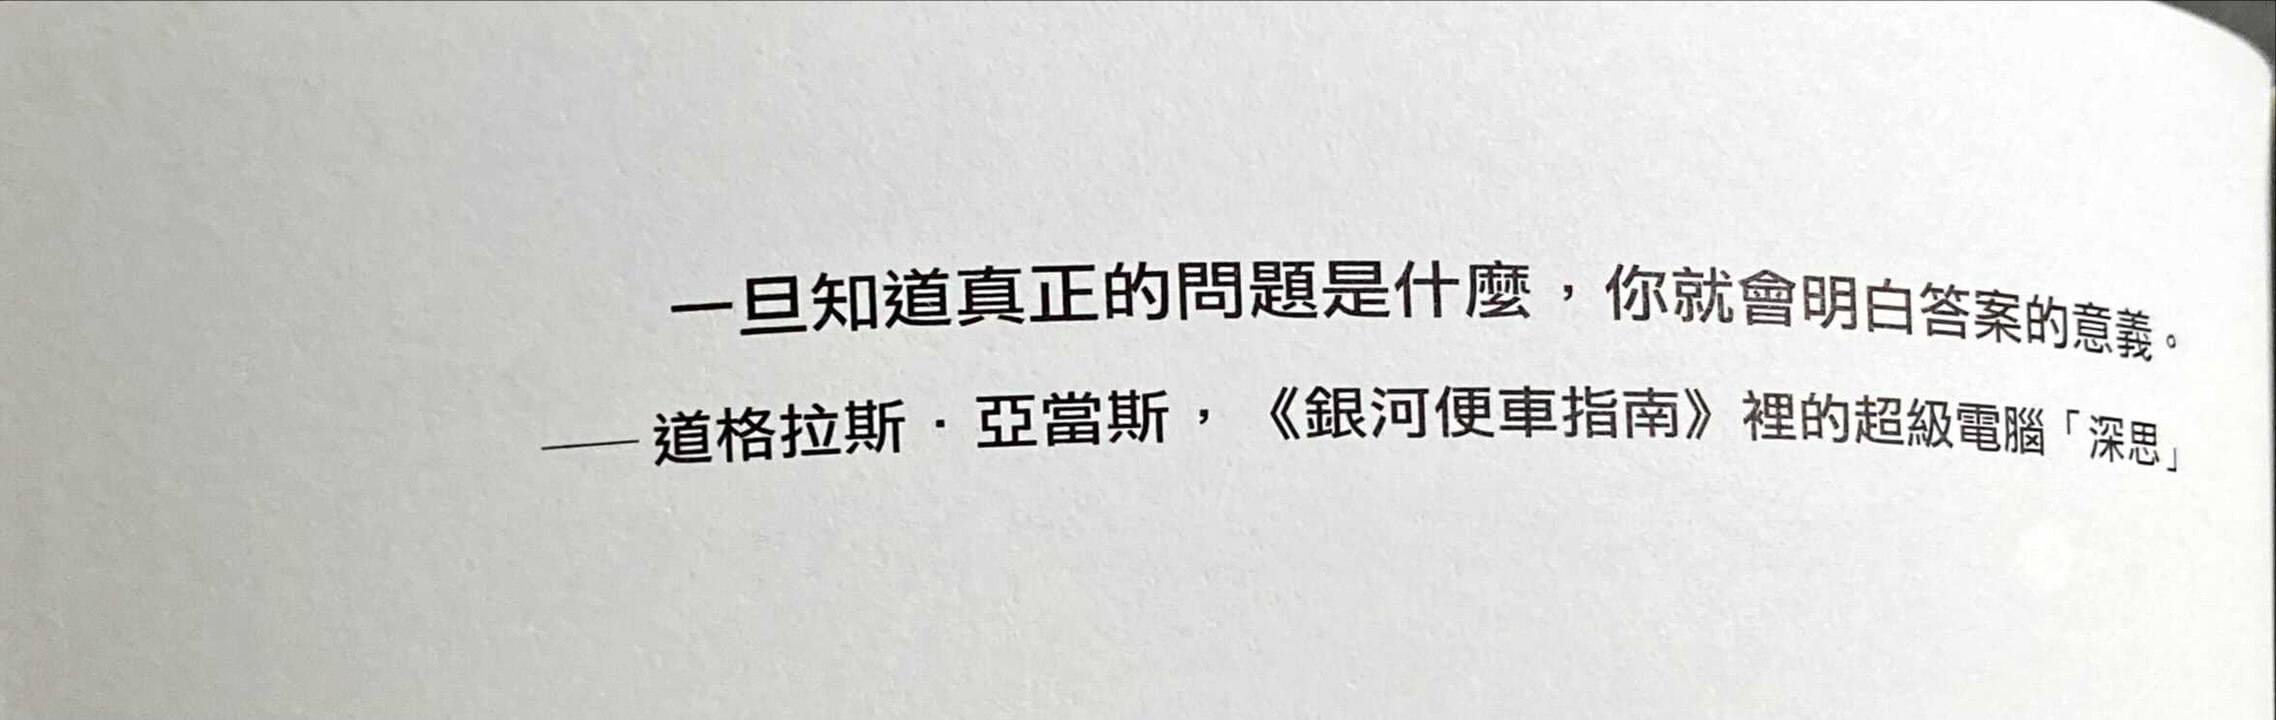 一旦知道真正的問題是什麼，你就會明白答案的意義。
——道格拉斯．亞當斯，《銀河便車指南》裡的超級電腦「深思」